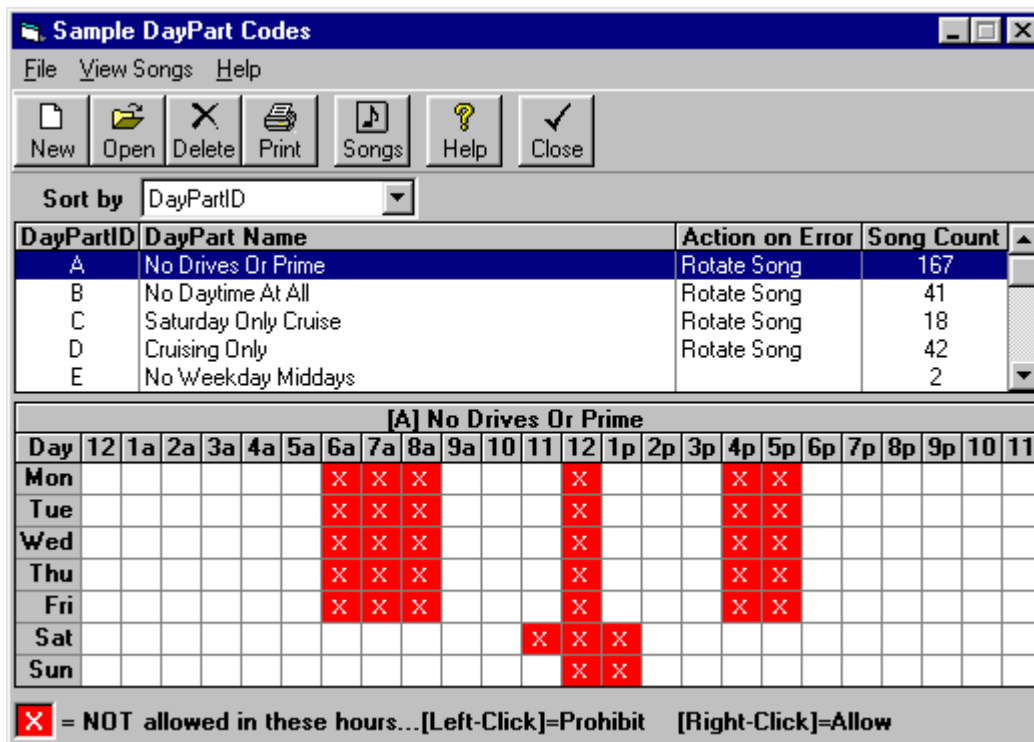 Sample DayPart Codes
File View Songs Help
New Open Delete Print Songs Help Close
Sort by DayPartID
DayPartID DayPart Name Action on Error Song Count
A No Drives Or Prime Rotate Song 167
B No Daytime At All Rotate Song 41
C Saturday Only Cruise Rotate Song 18
D Cruising Only Rotate Song 42
E No Weekday Middays 2
[A] No Drives Or Prime
Day 12 1a 2a 3a 4a 5a 6a 7a 8a 9a 10 11 12 1p 2p 3p 4p 5p 6p 7p 8p 9p 10 11
Mon X X X X X X
Tue X X X X X X
Wed X X X X X X
Thu X X X X X X
Fri X X X X X X
Sat X X X
Sun X X
X = NOT allowed in these hours...[Left-Click]=Prohibit [Right-Click]=Allow